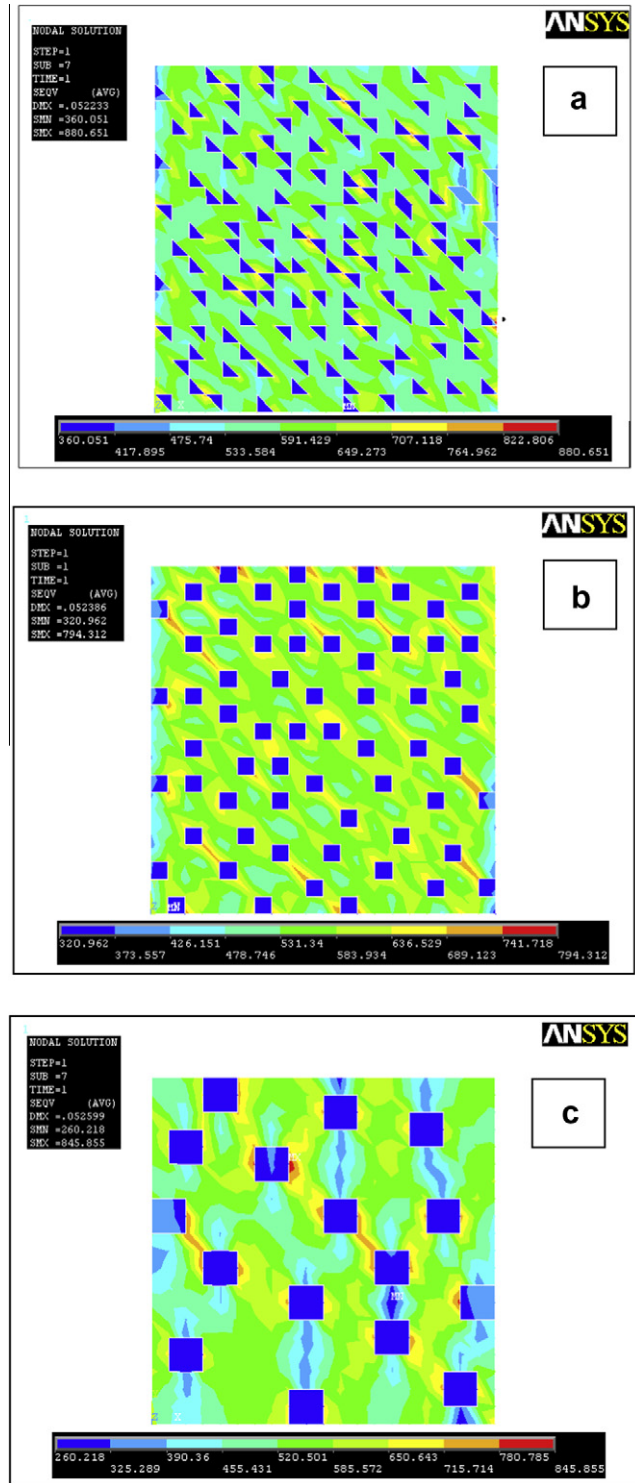 NODAL SOLUTION
STEP=1
SUB =7
TIME=1
SEQV (AVG)
DMX =.052233
SMN =360.051
SMX =880.651
ANSYS
a
Z X
MN
360.051 475.74 591.429 707.118 822.806
417.895 533.584 649.273 764.962 880.651
1
NODAL SOLUTION
STEP=1
SUB =1
TIME=1
SEQV (AVG)
DMX =.052386
SMN =320.962
SMX =794.312
ANSYS
b
Z
MN
320.962 426.151 531.34 636.529 741.718
373.557 478.746 583.934 689.123 794.312
1
NODAL SOLUTION
STEP=1
SUB =7
TIME=1
SEQV (AVG)
DMX =.052599
SMN =260.218
SMX =845.855
ANSYS
c
MX
MN
Z X
260.218 390.36 520.501 650.643 780.785
325.289 455.431 585.572 715.714 845.855